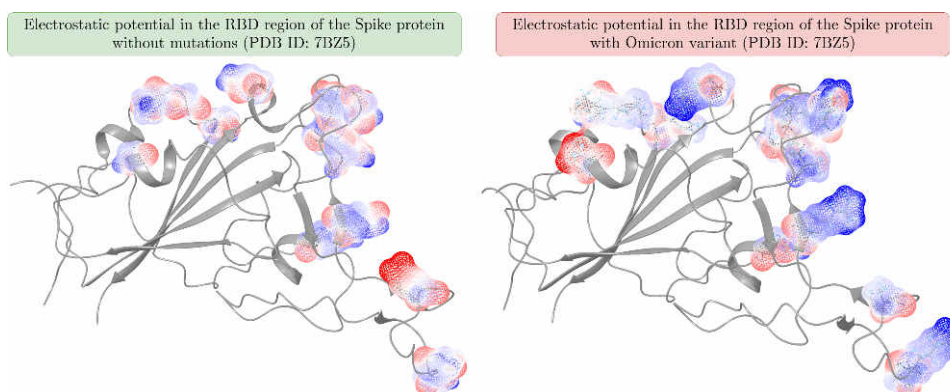 Electrostatic potential in the RBD region of the Spike protein
without mutations (PDB ID: 7BZ5)
Electrostatic potential in the RBD region of the Spike protein
with Omicron variant (PDB ID: 7BZ5)